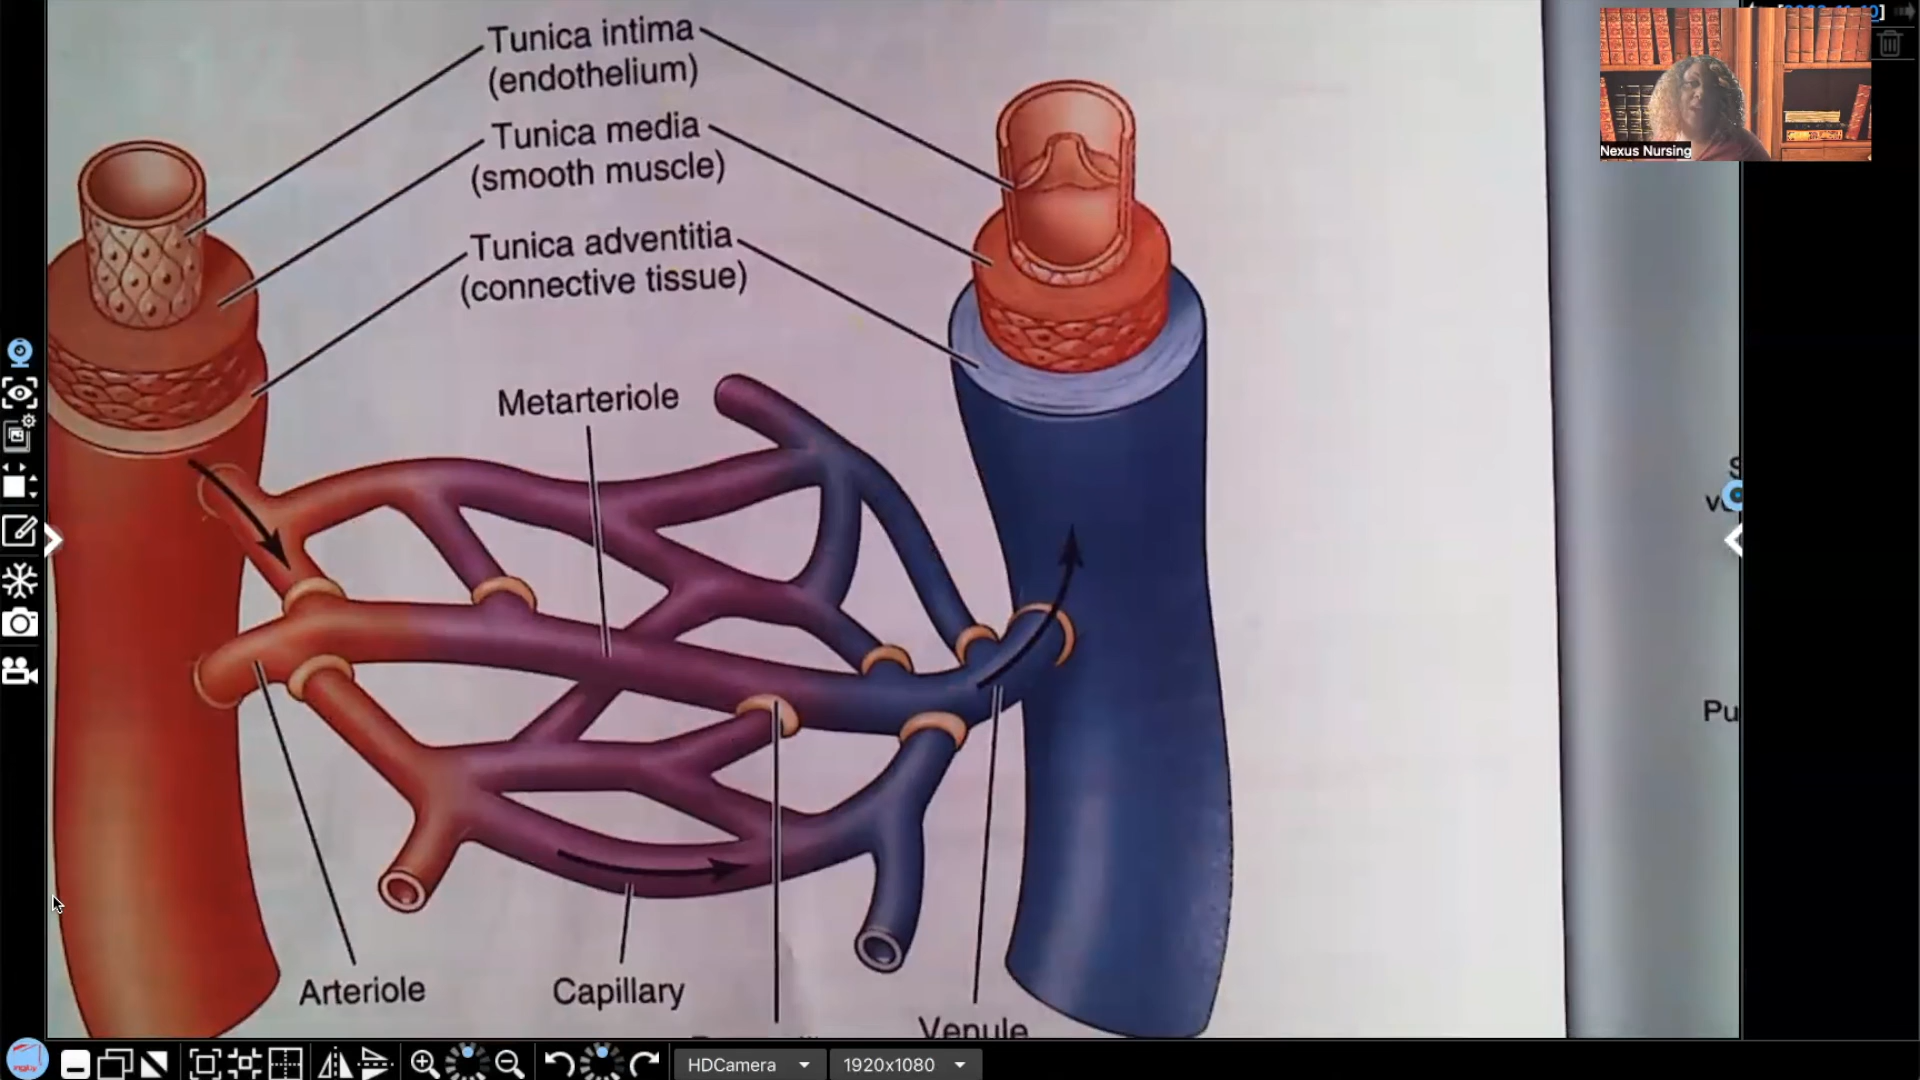 Tunica intima
(endothelium)
Tunica media
(smooth muscle)
Tunica adventitia
(connective tissue)
Metarteriole
Arteriole
Capillary
Venule
Pu
Nexus Nursing
HDCamera
1920x1080